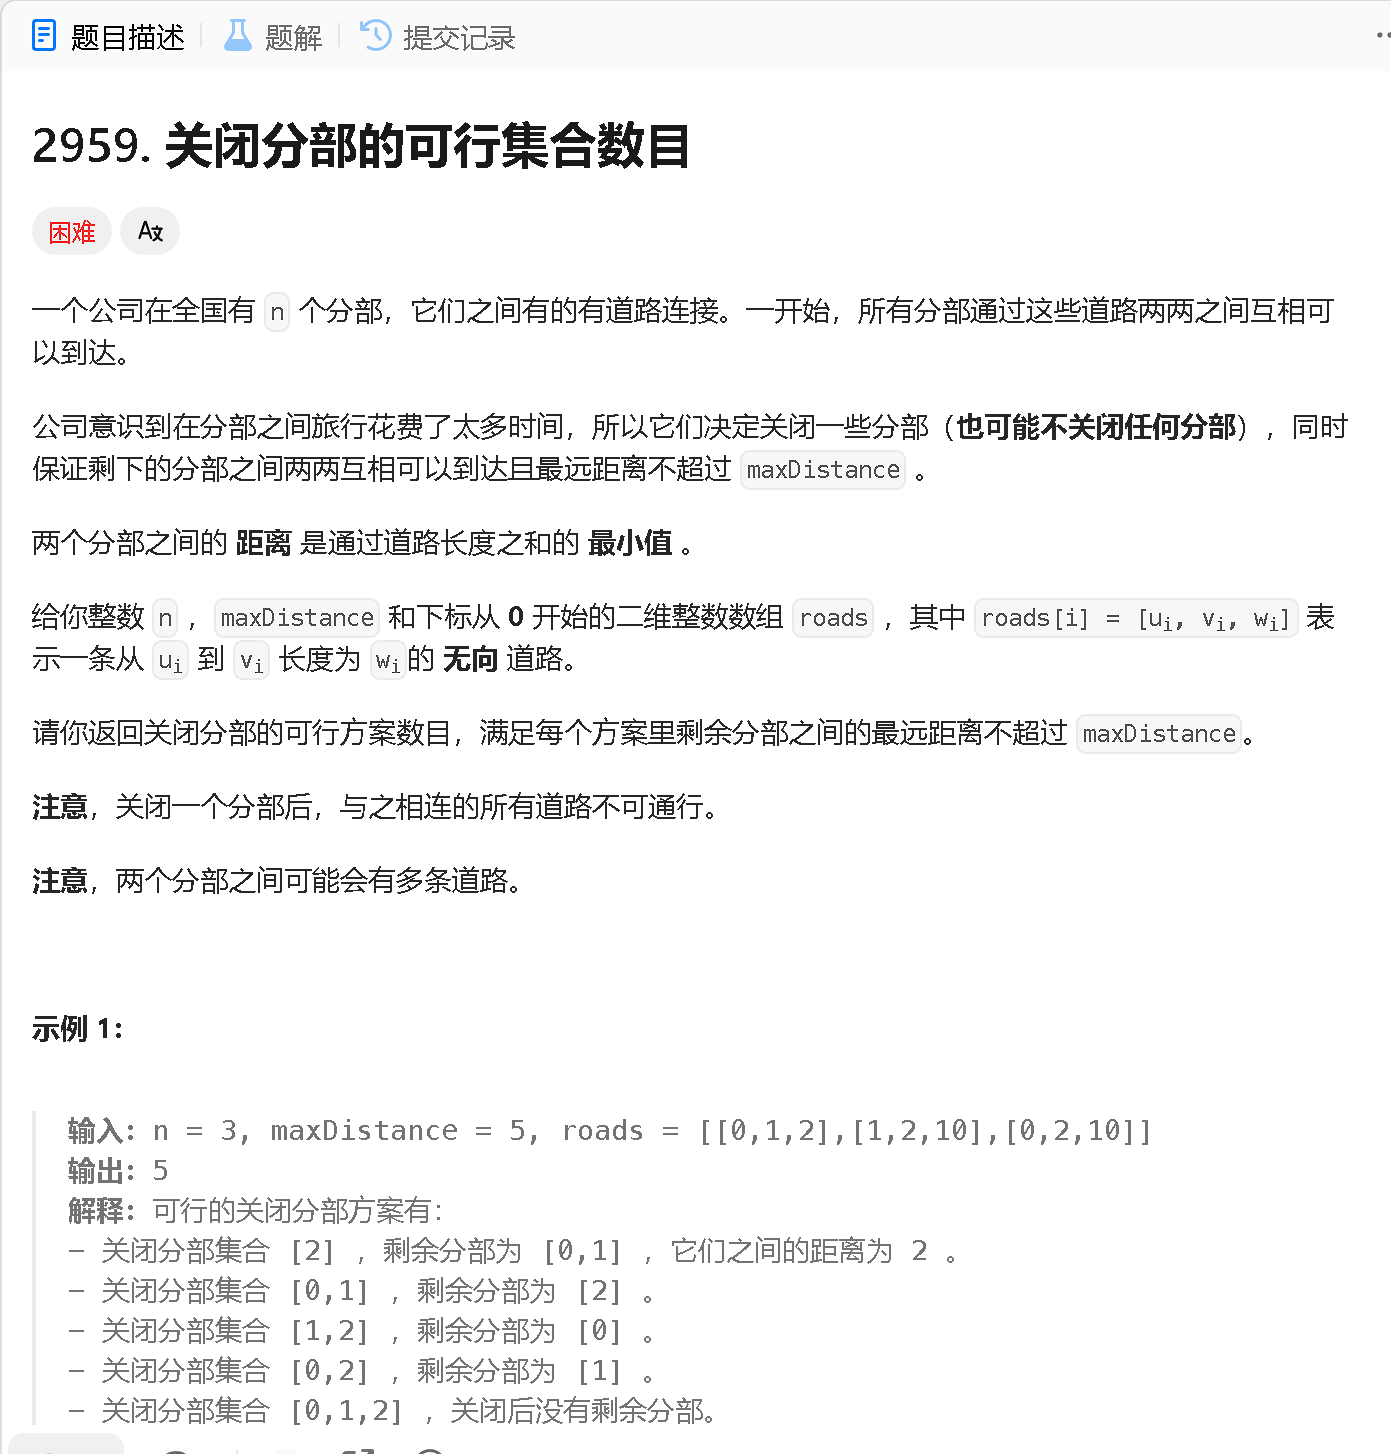 题目描述 题解 提交记录
2959. 关闭分部的可行集合数目
困难
一个公司在全国有 n 个分部，它们之间有的有道路连接。一开始，所有分部通过这些道路两两之间互相可
以到达。
公司意识到在分部之间旅行花费了太多时间，所以它们决定关闭一些分部（也可能不关闭任何分部），同时
保证剩下的分部之间两两互相可以到达且最远距离不超过 maxDistance 。
两个分部之间的 距离 是通过道路长度之和的 最小值 。
给你整数 n ，maxDistance 和下标从 0 开始的二维整数数组 roads ，其中 roads[i] = [ui, vi, wi] 表
示一条从 ui 到 vi 长度为 wi的 无向 道路。
请你返回关闭分部的可行方案数目，满足每个方案里剩余分部之间的最远距离不超过 maxDistance。
注意，关闭一个分部后，与之相连的所有道路不可通行。
注意，两个分部之间可能会有多条道路。
示例 1：
输入：n = 3, maxDistance = 5, roads = [[0,1,2],[1,2,10],[0,2,10]]
输出：5
解释：可行的关闭分部方案有：
- 关闭分部集合 [2] ，剩余分部为 [0,1] ，它们之间的距离为 2 。
- 关闭分部集合 [0,1] ，剩余分部为 [2] 。
- 关闭分部集合 [1,2] ，剩余分部为 [0] 。
- 关闭分部集合 [0,2] ，剩余分部为 [1] 。
- 关闭分部集合 [0,1,2] ，关闭后没有剩余分部。